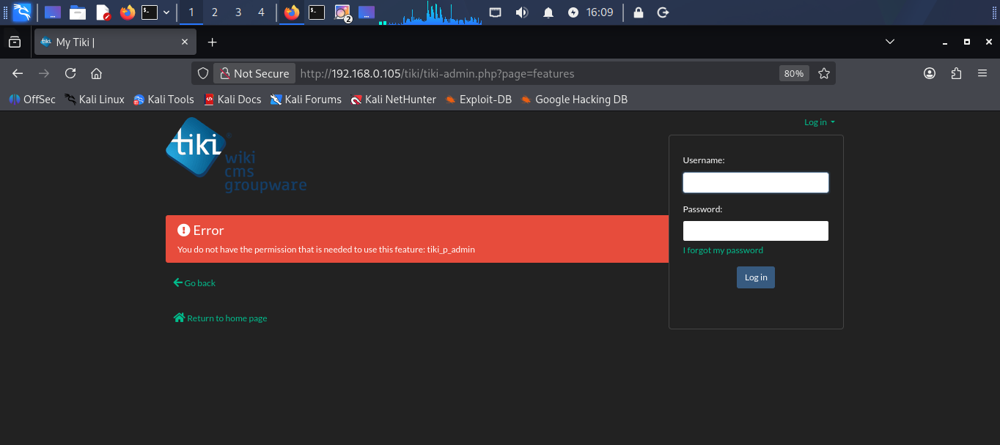 1 2 3 4 2 16:09
tiki My Tiki |
Not Secure http://192.168.0.105/tiki/tiki-admin.php?page=features 80%
OffSec Kali Linux Kali Tools Kali Docs Kali Forums Kali NetHunter Exploit-DB Google Hacking DB
Log in
tiki
wiki
cms
groupware
Username:
Password:
I forgot my password
Log in
Error
You do not have the permission that is needed to use this feature: tiki_p_admin
Go back
Return to home page